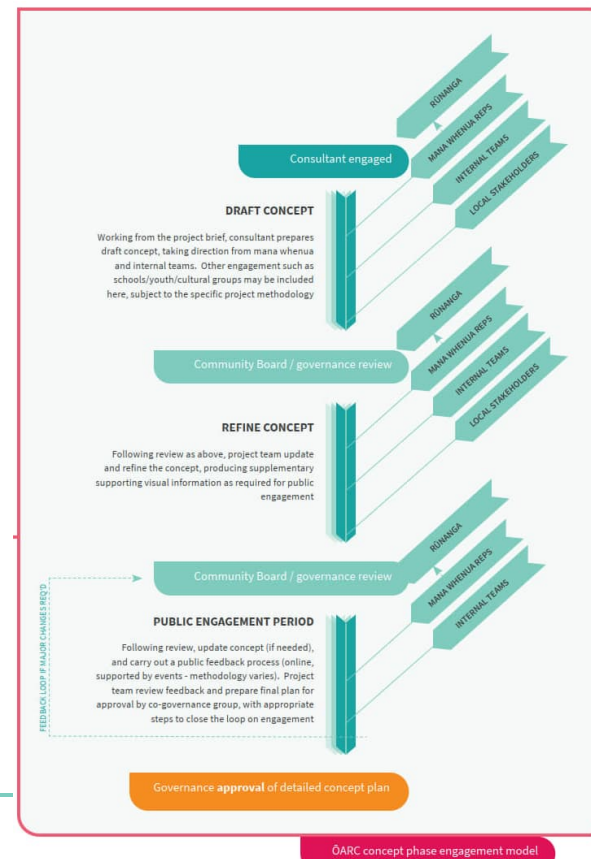 RŪNANGA
MANA WHENUA REPS
INTERNAL TEAMS
LOCAL STAKEHOLDERS
Consultant engaged
DRAFT CONCEPT
Working from the project brief, consultant prepares
draft concept, taking direction from mana whenua
and internal teams. Other engagement such as
schools/youth/cultural groups may be included
here, subject to the specific project methodology
RŪNANGA
MANA WHENUA REPS
INTERNAL TEAMS
LOCAL STAKEHOLDERS
Community Board / governance review
REFINE CONCEPT
Following review as above, project team update
and refine the concept, producing supplementary
supporting visual information as required for public
engagement
RŪNANGA
MANA WHENUA REPS
INTERNAL TEAMS
Community Board / governance review
PUBLIC ENGAGEMENT PERIOD
Following review, update concept (if needed),
and carry out a public feedback process (online,
supported by events - methodology varies). Project
team review feedback and prepare final plan for
approval by co-governance group, with appropriate
steps to close the loop on engagement
FEEDBACK LOOP IF MAJOR CHANGES REQ'D
Governance approval of detailed concept plan
ŌARC concept phase engagement model